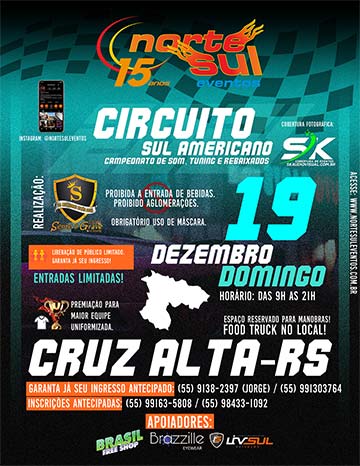 norte
sul
15 anos
eventos
INSTAGRAM: @NORTESULEVENTOS
CIRCUITO
SUL AMERICANO
CAMPEONATO DE SOM, TUNING E REBAIXADOS
COBERTURA FOTOGRÁFICA:
SK
REALIZAÇÃO:
PROIBIDA A ENTRADA DE BEBIDAS.
PROIBIDO AGLOMERAÇÕES.
OBRIGATÓRIO USO DE MÁSCARA.
19
DEZEMBRO
DOMINGO
HORÁRIO: DAS 9H AS 21H
ACESSE: WWW.NORTESULEVENTOS.COM.BR
LIBERAÇÃO DE PÚBLICO LIMITADO.
GARANTA JÁ SEU INGRESSO!
ENTRADAS LIMITADAS!
PREMIAÇÃO PARA
MAIOR EQUIPE
UNIFORMIZADA.
ESPAÇO RESERVADO PARA MANOBRAS!
FOOD TRUCK NO LOCAL!
CRUZ ALTA-RS
GARANTA JÁ SEU INGRESSO ANTECIPADO: (55) 9138-2397 (JORGE) / (55) 991303764
INSCRIÇÕES ANTECIPADAS: (55) 99163-5808 / (55) 98433-1092
APOIADORES:
BRASIL
FREE SHOP
Brazzille
EYEWEAR
LIVSUL